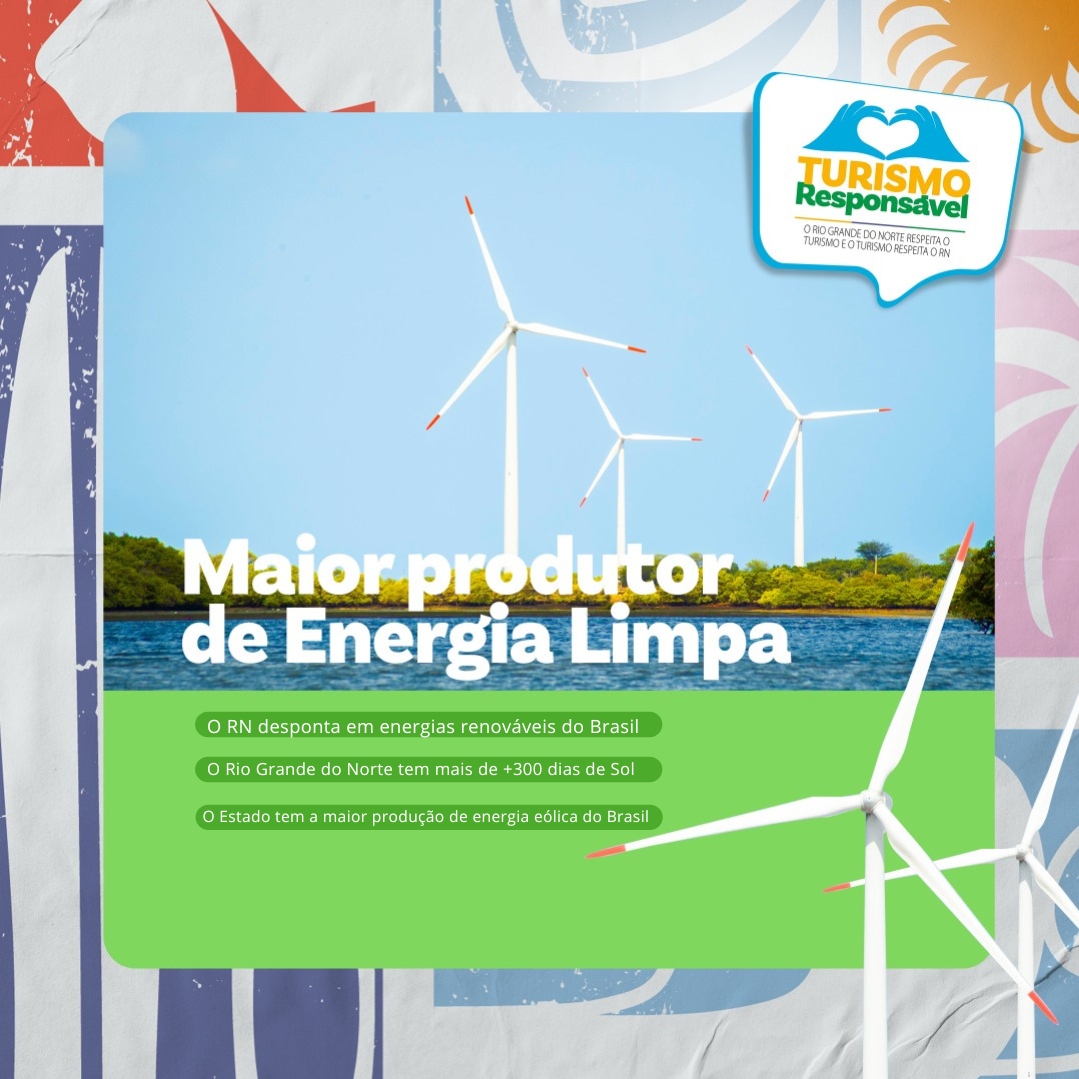 TURISMO
Responsável
O RIO GRANDE DO NORTE RESPEITA O
TURISMO E O TURISMO RESPEITA O RN
Maior produtor
de Energia Limpa
O RN desponta em energias renováveis do Brasil
O Rio Grande do Norte tem mais de +300 dias de Sol
O Estado tem a maior produção de energia eólica do Brasil